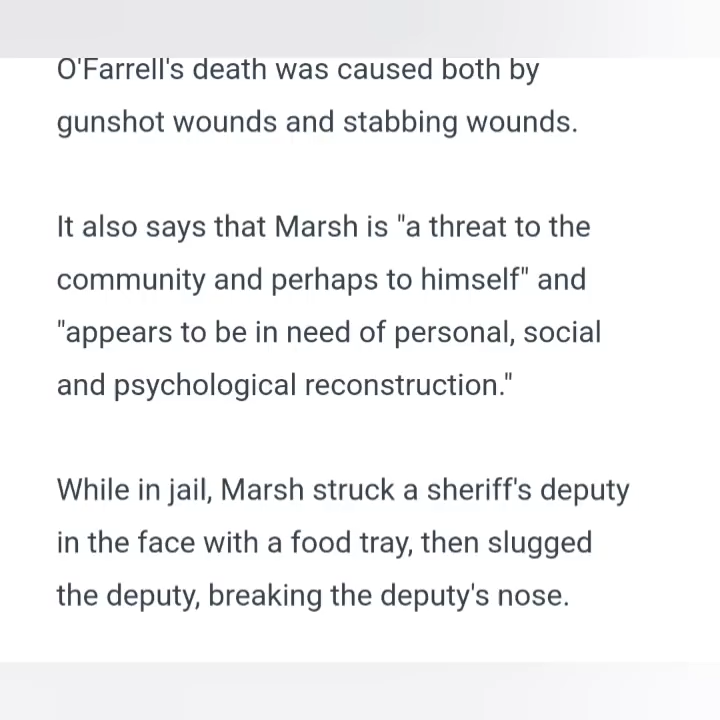 O'Farrell's death was caused both by
gunshot wounds and stabbing wounds.
It also says that Marsh is "a threat to the
community and perhaps to himself" and
"appears to be in need of personal, social
and psychological reconstruction."
While in jail, Marsh struck a sheriff's deputy
in the face with a food tray, then slugged
the deputy, breaking the deputy's nose.